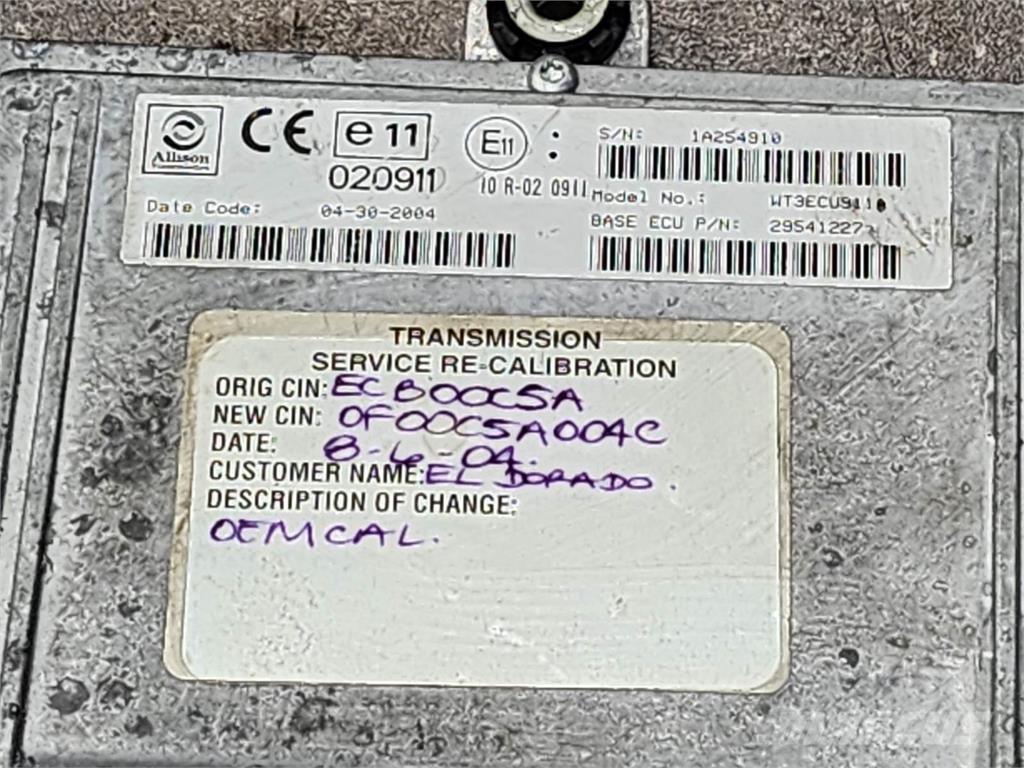 Allison
CE
e 11
020911
E11
10 R-02 0911
S/N: 1A254910
Model No.: WT3ECU9110
Date Code: 04-30-2004
BASE ECU P/N: 29541227
TRANSMISSION
SERVICE RE-CALIBRATION
ORIG CIN: ECB00C5A
NEW CIN: 0F00C5A004C
DATE: 8-6-04.
CUSTOMER NAME: EL DORADO.
DESCRIPTION OF CHANGE:
OEM CAL.